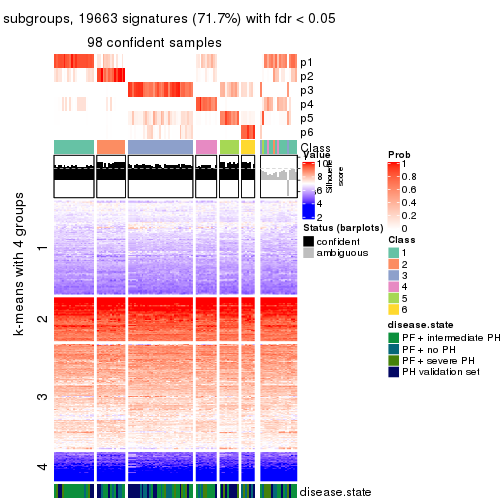 subgroups, 19663 signatures (71.7%) with fdr < 0.05
98 confident samples
p1
p2
p3
p4
p5
p6
Class
Value
10
8
6
4
2
Silhouette
score
Prob
1
0.8
0.6
0.4
0.2
0
Status (barplots)
confident
ambiguous
Class
1
2
3
4
5
6
disease.state
PF + intermediate PH
PF + no PH
PF + severe PH
PH validation set
k-means with 4 groups
1
2
3
4
disease.state